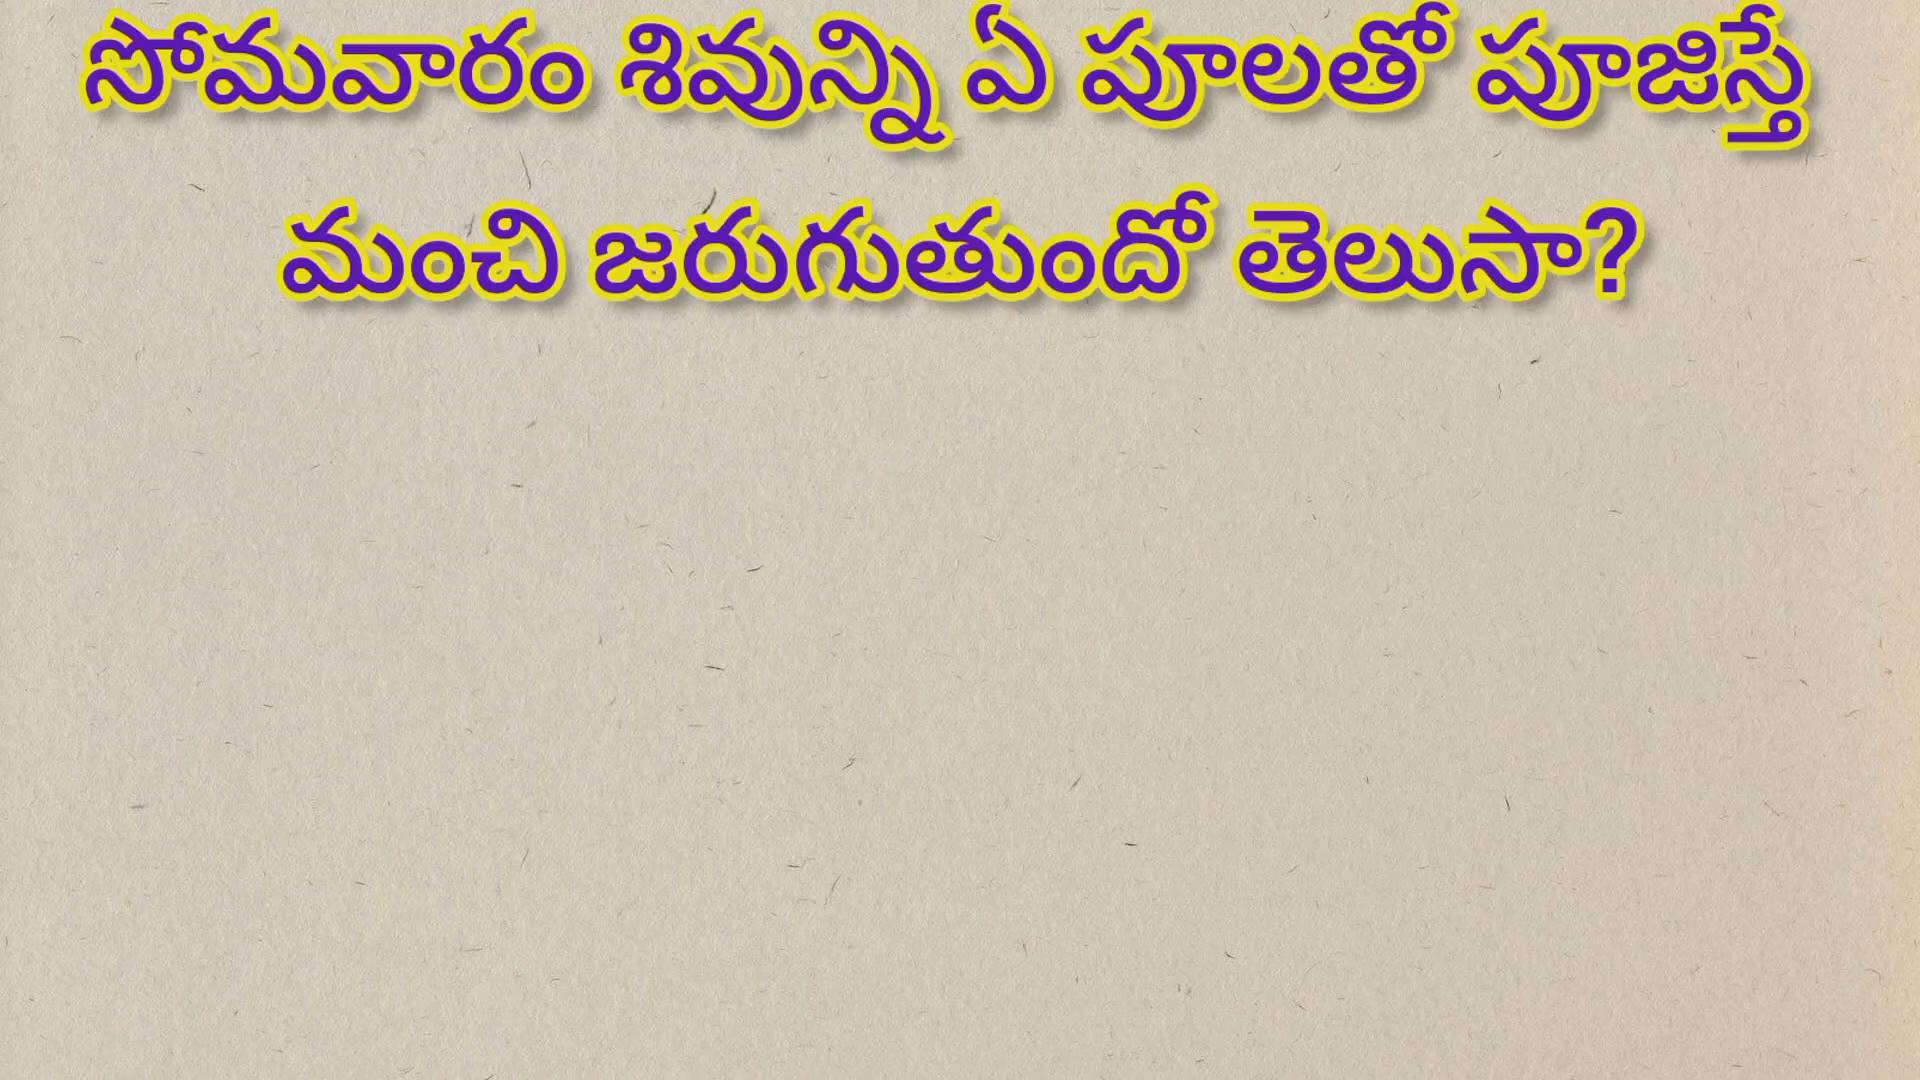 సోమవారం శివున్ని ఏ పూలతో పూజిస్తే
మంచి జరుగుతుందో తెలుసా?